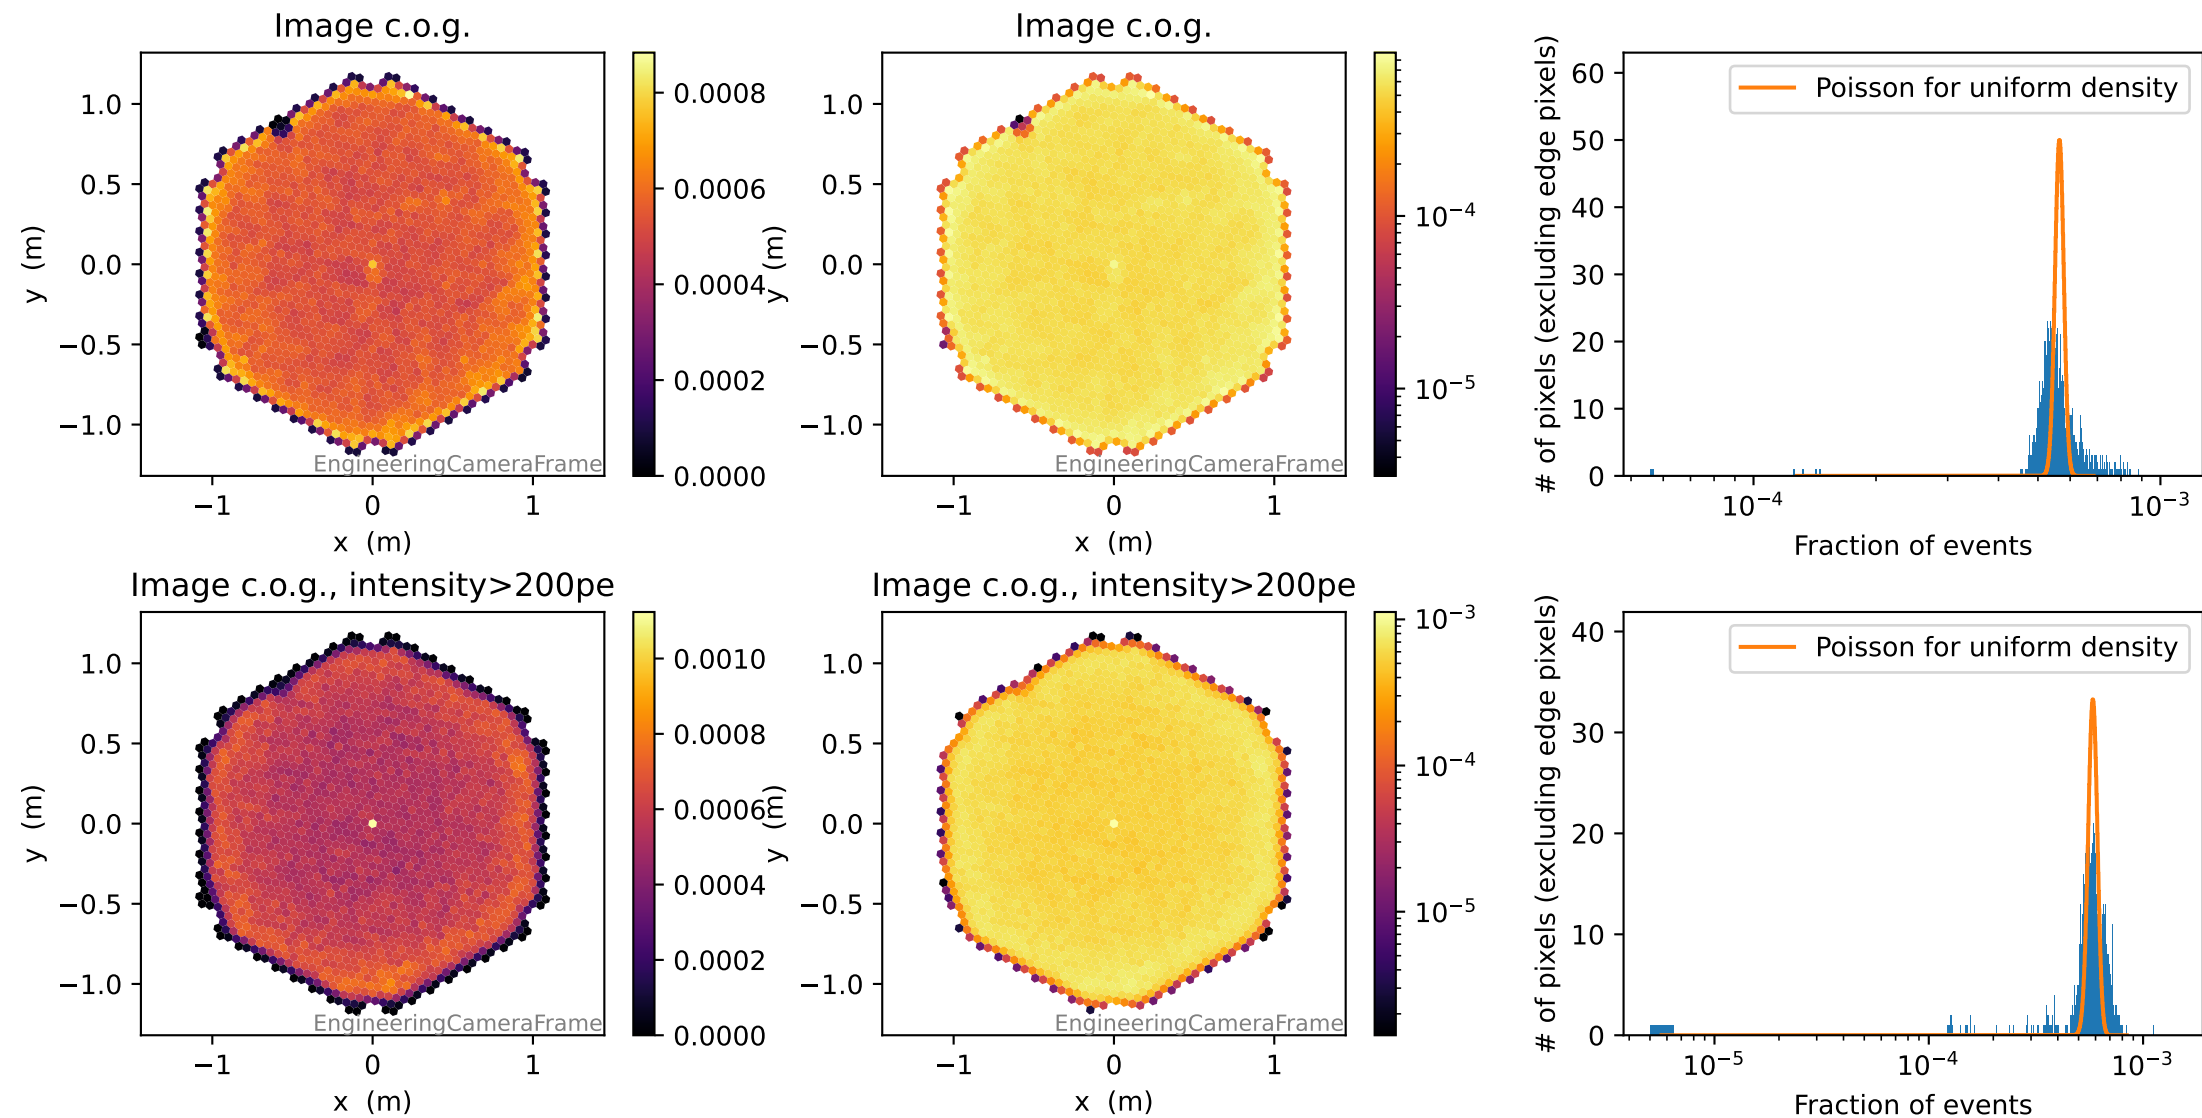 Image c.o.g.
1.0
0.5
0.0
−0.5
−1.0
y (m)
−1
0
1
x (m)
EngineeringCameraFrame
0.0008
0.0006
0.0004
0.0002
0.0000
Image c.o.g.
1.0
0.5
0.0
−0.5
−1.0
y (m)
−1
0
1
x (m)
EngineeringCameraFrame
10⁻⁴
10⁻⁵
# of pixels (excluding edge pixels)
60
50
40
30
20
10
0
Poisson for uniform density
10⁻⁴
10⁻³
Fraction of events
Image c.o.g., intensity>200pe
1.0
0.5
0.0
−0.5
−1.0
y (m)
−1
0
1
x (m)
EngineeringCameraFrame
0.0010
0.0008
0.0006
0.0004
0.0002
0.0000
Image c.o.g., intensity>200pe
1.0
0.5
0.0
−0.5
−1.0
y (m)
−1
0
1
x (m)
EngineeringCameraFrame
10⁻³
10⁻⁴
10⁻⁵
# of pixels (excluding edge pixels)
40
30
20
10
0
Poisson for uniform density
10⁻⁵
10⁻⁴
10⁻³
Fraction of events